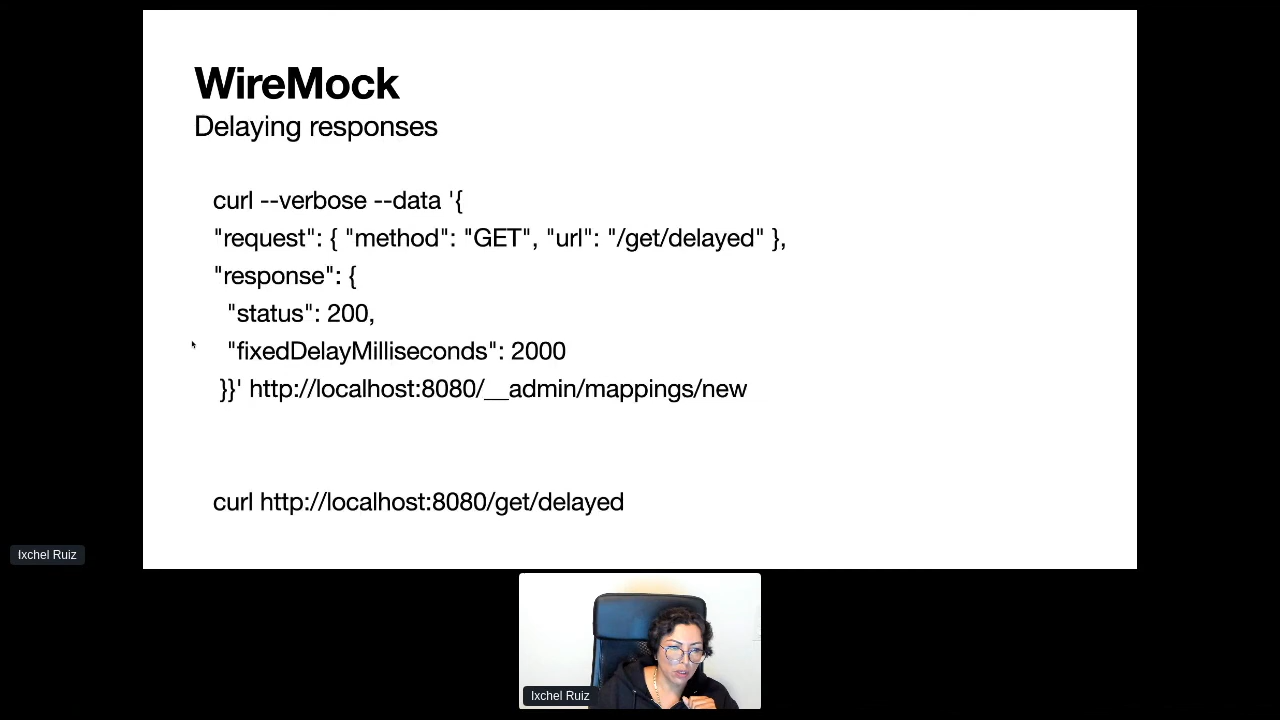 WireMock
Delaying responses
curl --verbose --data '{
"request": { "method": "GET", "url": "/get/delayed" },
"response": {
"status": 200,
"fixedDelayMilliseconds": 2000
}}' http://localhost:8080/__admin/mappings/new
curl http://localhost:8080/get/delayed
Ixchel Ruiz
Ixchel Ruiz